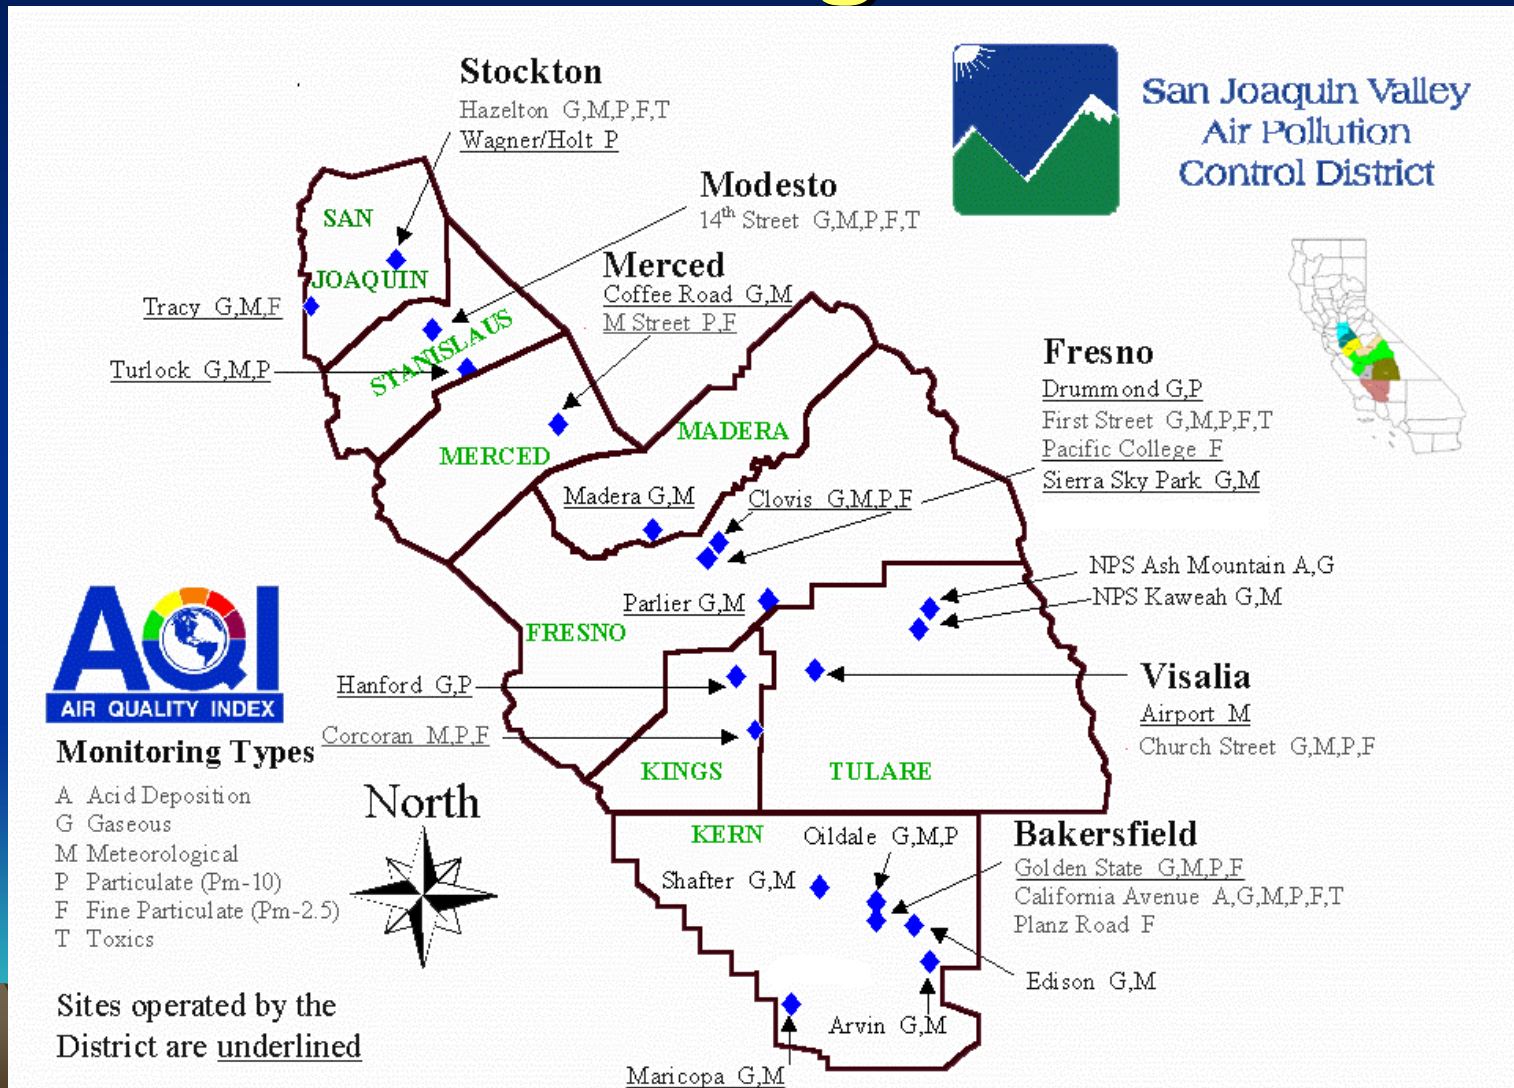 Stockton
Hazelton G,M,P,F,T
Wagner/Holt P
San Joaquin Valley
Air Pollution
Control District
Modesto
14th Street G,M,P,F,T
SAN
JOAQUIN
Merced
Coffee Road G,M
M Street P,F
Tracy G,M,F
STANISLAUS
Turlock G,M,P
Fresno
Drummond G,P
First Street G,M,P,F,T
Pacific College F
Sierra Sky Park G,M
MADERA
MERCED
Madera G,M
Clovis G,M,P,F
NPS Ash Mountain A,G
NPS Kaweah G,M
Parlier G,M
FRESNO
AQI
AIR QUALITY INDEX
Hanford G,P
Visalia
Airport M
Church Street G,M,P,F
Corcoran M,P,F
KINGS
TULARE
Monitoring Types
A Acid Deposition
G Gaseous
M Meteorological
P Particulate (Pm-10)
F Fine Particulate (Pm-2.5)
T Toxics
North
KERN
Oildale G,M,P
Bakersfield
Golden State G,M,P,F
California Avenue A,G,M,P,F,T
Planz Road F
Shafter G,M
Edison G,M
Arvin G,M
Maricopa G,M
Sites operated by the
District are underlined